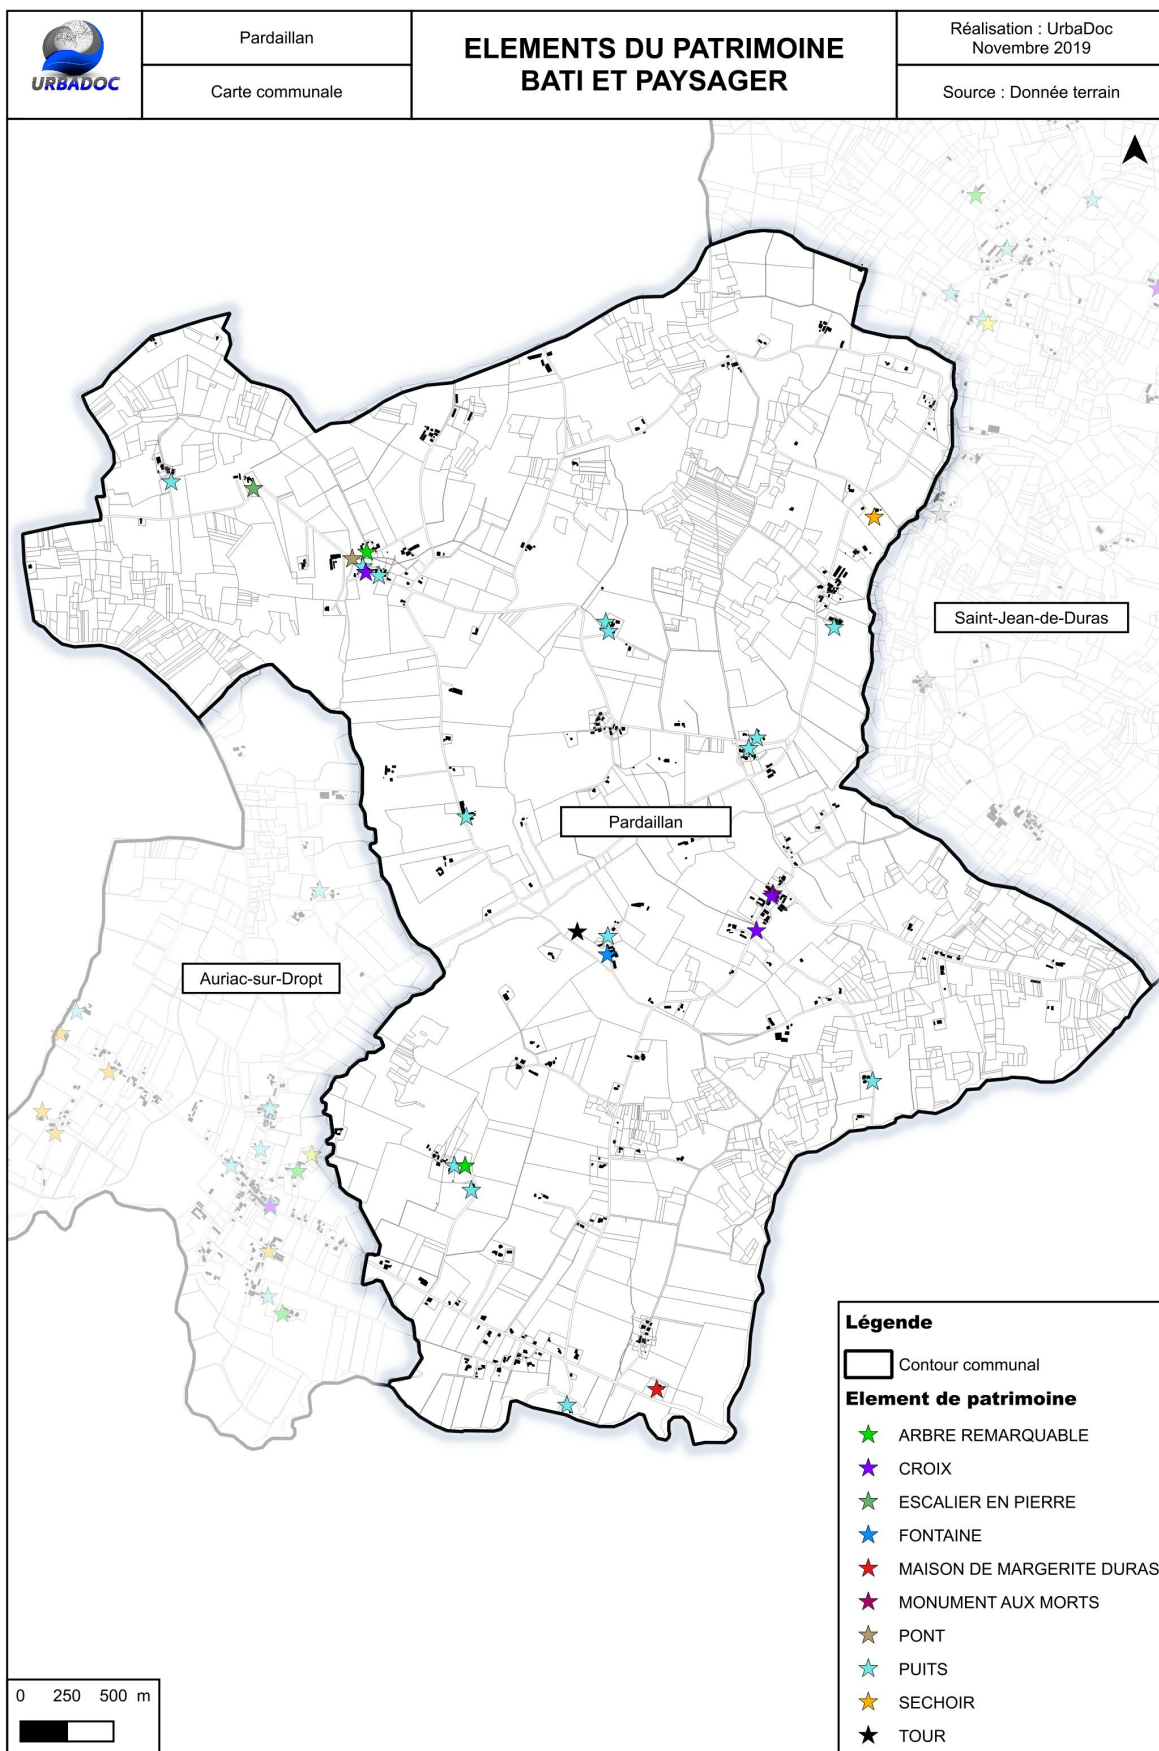 URBADOC
Pardaillan
Carte communale
ELEMENTS DU PATRIMOINE
BATI ET PAYSAGER
Réalisation : UrbaDoc
Novembre 2019
Source : Donnée terrain
Saint-Jean-de-Duras
Pardaillan
Auriac-sur-Dropt
Légende
Contour communal
Element de patrimoine
ARBRE REMARQUABLE
CROIX
ESCALIER EN PIERRE
FONTAINE
MAISON DE MARGERITE DURAS
MONUMENT AUX MORTS
PONT
PUITS
SECHOIR
TOUR
0 250 500 m